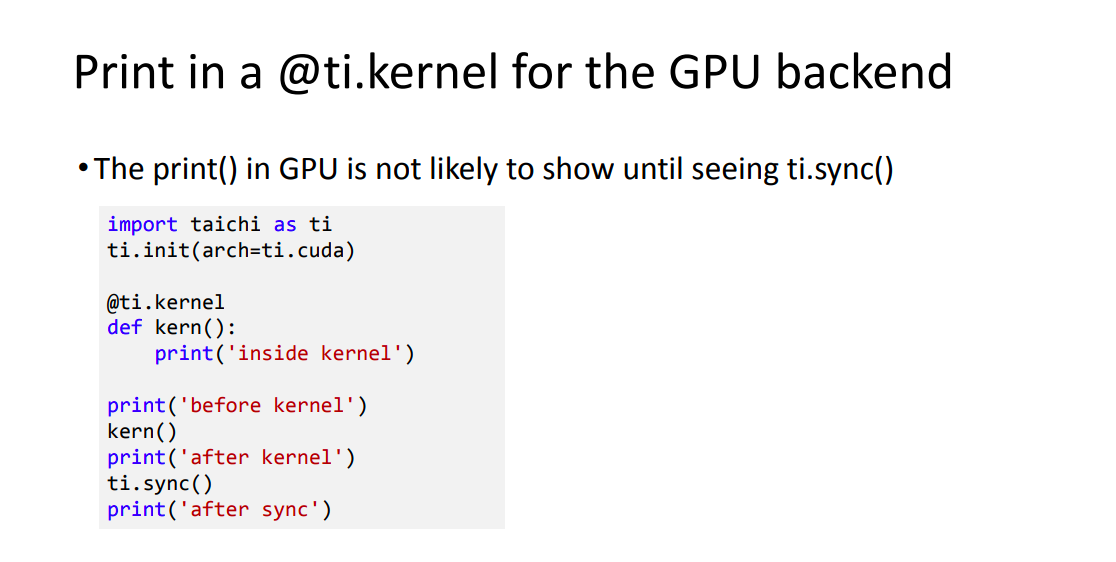 Print in a @ti.kernel for the GPU backend
• The print() in GPU is not likely to show until seeing ti.sync()
import taichi as ti
ti.init(arch=ti.cuda)
@ti.kernel
def kern():
    print('inside kernel')
print('before kernel')
kern()
print('after kernel')
ti.sync()
print('after sync')